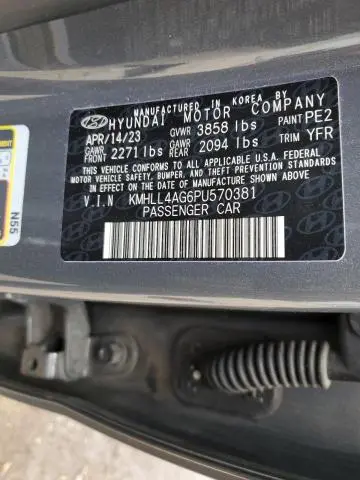 MANUFACTURED IN KOREA BY
HYUNDAI MOTOR COMPANY
APR/14/23 GVWR 3858 lbs PAINT PE2
GAWR FRONT 2271 lbs GAWR REAR 2094 lbs TRIM YFR
THIS VEHICLE CONFORMS TO ALL APPLICABLE U.S.A. FEDERAL
MOTOR VEHICLE SAFETY, BUMPER, AND THEFT PREVENTION STANDARDS
IN EFFECT ON THE DATE OF MANUFACTURE SHOWN ABOVE.
V.I.N KMHLL4AG6PU570381
PASSENGER CAR
N55